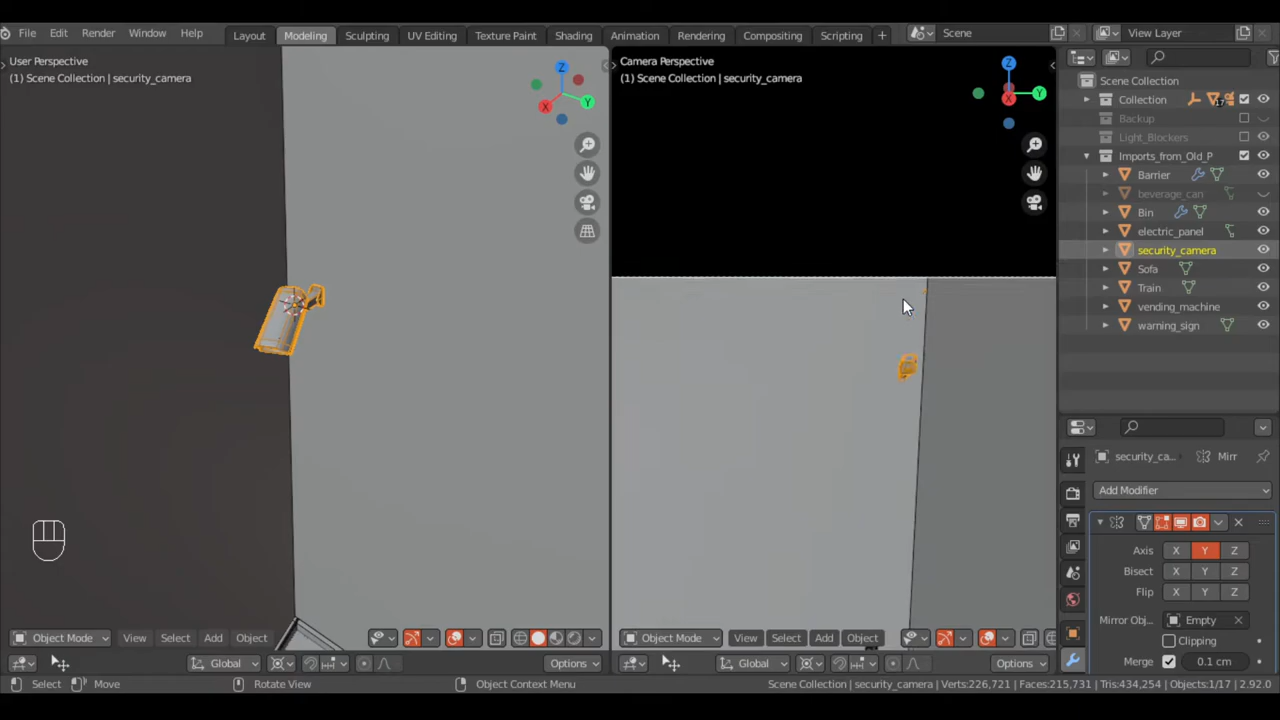 File Edit Render Window Help
Layout Modeling Sculpting UV Editing Texture Paint Shading Animation Rendering Compositing Scripting +
Scene
View Layer
User Perspective
(1) Scene Collection | security_camera
Z
X
Y
Camera Perspective
(1) Scene Collection | security_camera
Z
X
Y
Scene Collection
Collection 17
Backup
Light_Blockers
Imports_from_Old_P
Barrier
beverage_can
Bin
electric_panel
security_camera
Sofa
Train
vending_machine
warning_sign
security_ca... Mirr
Add Modifier
Axis X Y Z
Bisect X Y Z
Flip X Y Z
Mirror Obj... Empty
Clipping
Merge 0.1 cm
Object Mode View Select Add Object
Object Mode View Select Add Object
Global Options
Global Options
Select Move Rotate View Object Context Menu
Scene Collection | security_camera | Verts:226,721 | Faces:215,731 | Tris:434,254 | Objects:1/17 | 2.92.0